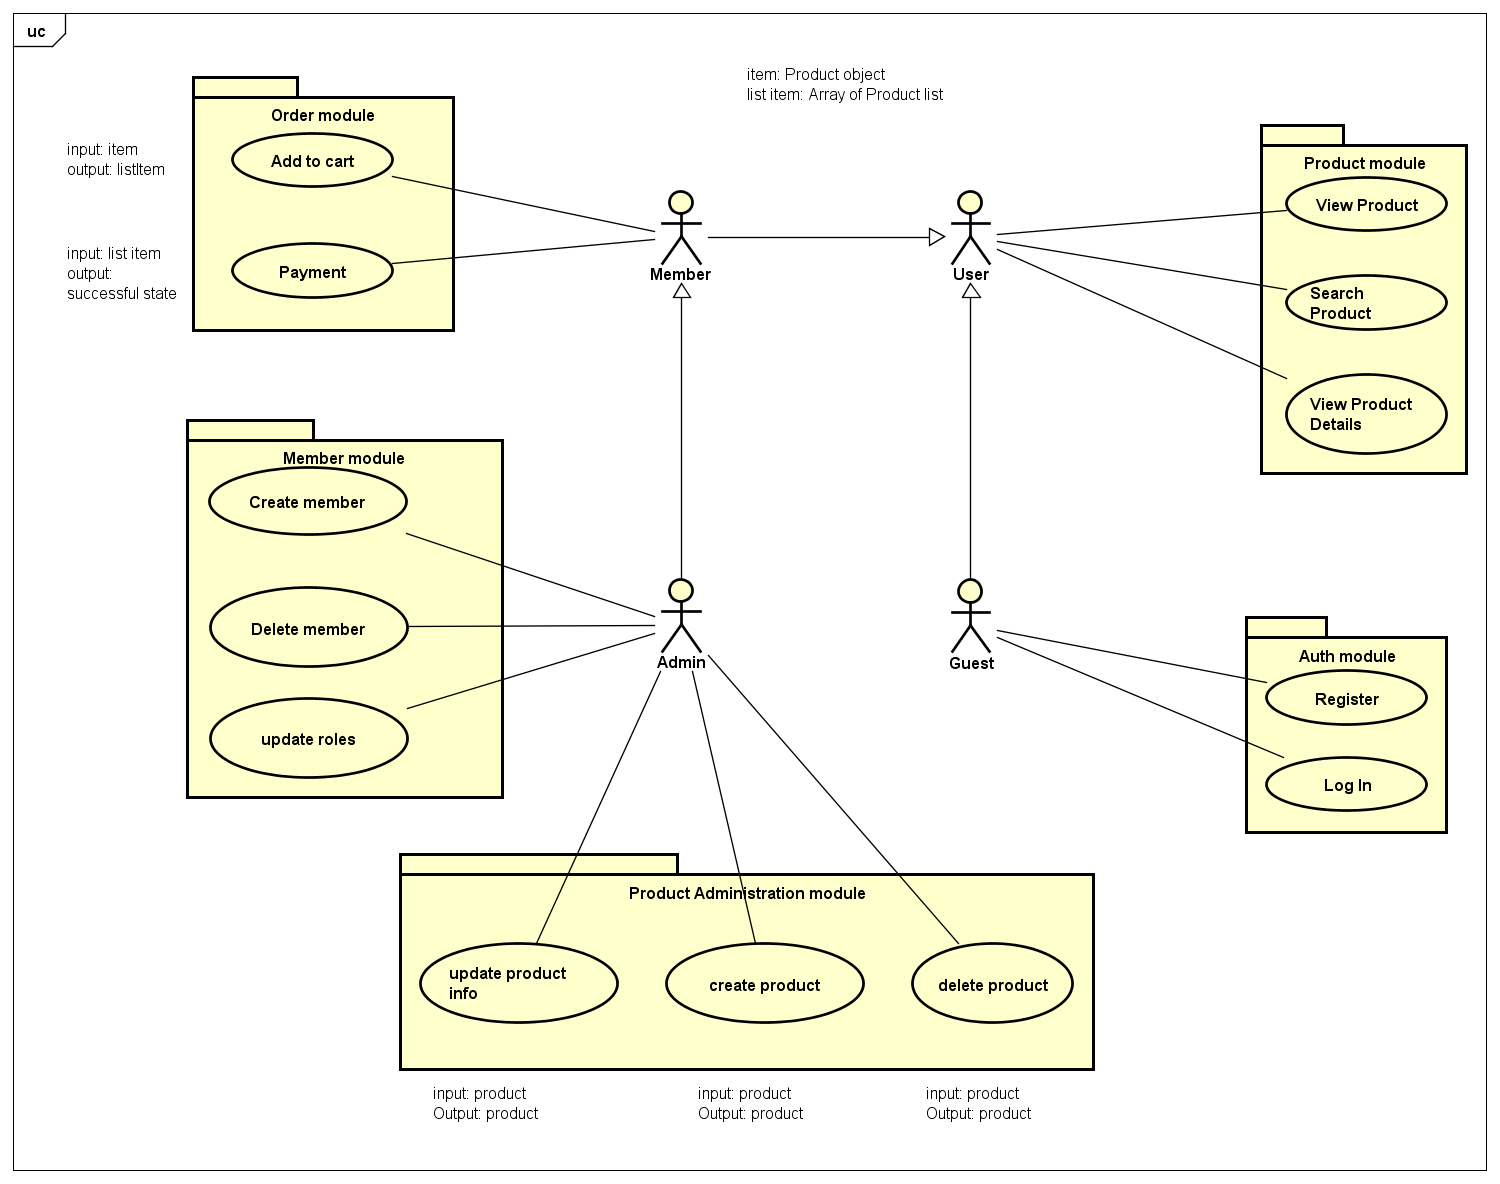 uc
item: Product object
list item: Array of Product list
Order module
input: item
output: listItem
Add to cart
input: list item
output:
successful state
Payment
Product module
View Product
Search
Product
View Product
Details
Member
User
Member module
Create member
Delete member
update roles
Admin
Guest
Auth module
Register
Log In
Product Administration module
update product
info
create product
delete product
input: product
Output: product
input: product
Output: product
input: product
Output: product